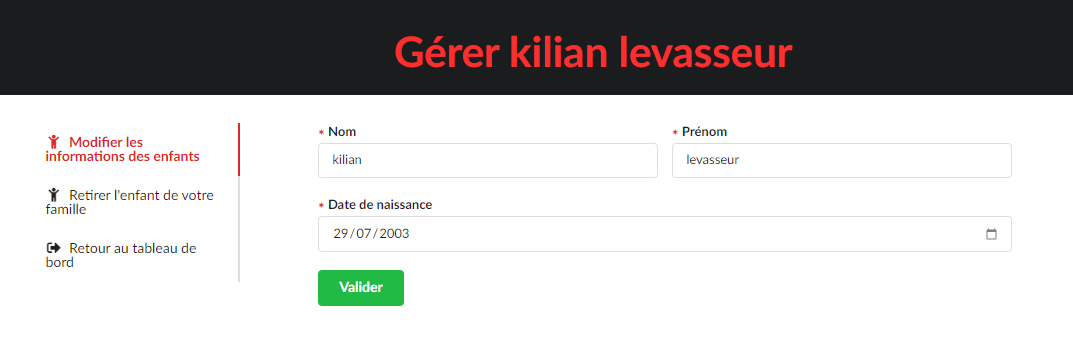 Gérer kilian levasseur
Modifier les
informations des enfants
Retirer l'enfant de votre
famille
Retour au tableau de
bord
* Nom
* Prénom
kilian
levasseur
* Date de naissance
29/07/2003
Valider